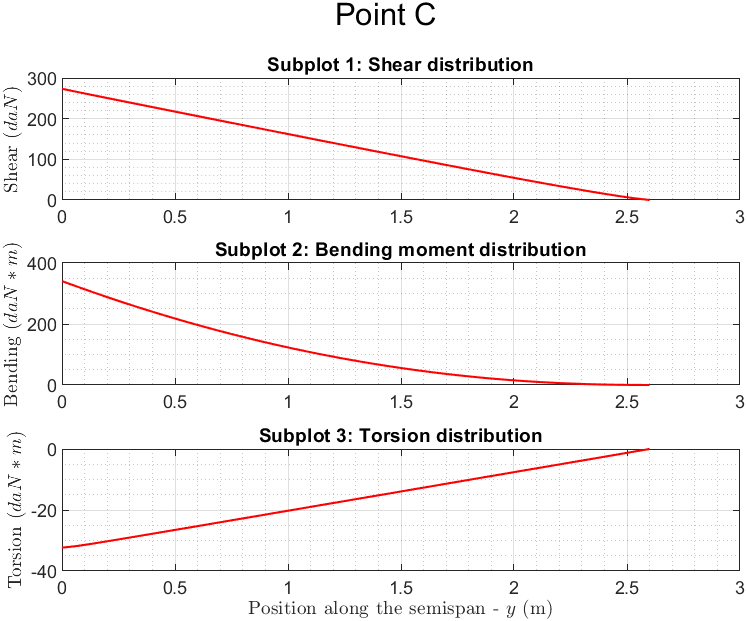 Point C
Subplot 1: Shear distribution
Shear (daN)
300
200
100
0
0 0.5 1 1.5 2 2.5 3
Subplot 2: Bending moment distribution
Bending (daN * m)
400
200
0
0 0.5 1 1.5 2 2.5 3
Subplot 3: Torsion distribution
Torsion (daN * m)
0
-20
-40
0 0.5 1 1.5 2 2.5 3
Position along the semispan - y (m)